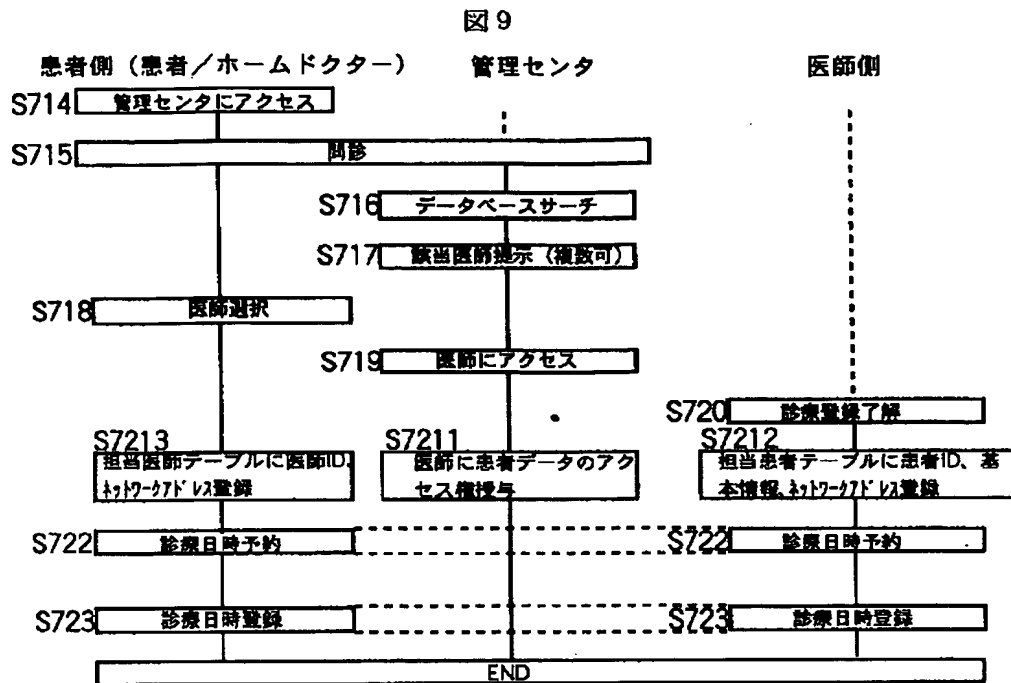 図9
患者側（患者／ホームドクター）
管理センタ
医師側
S714
管理センタにアクセス
S715
問診
S716
データベースサーチ
S717
該当医師提示（複数可）
S718
医師選択
S719
医師にアクセス
S720
診療登録了解
S7213
担当医師テーブルに医師ID、
ネットワークアドレス登録
S7211
医師に患者データのアク
セス権授与
S7212
担当患者テーブルに患者ID、基
本情報、ネットワークアドレス登録
S722
診療日時予約
S722
診療日時予約
S723
診療日時登録
S723
診療日時登録
END